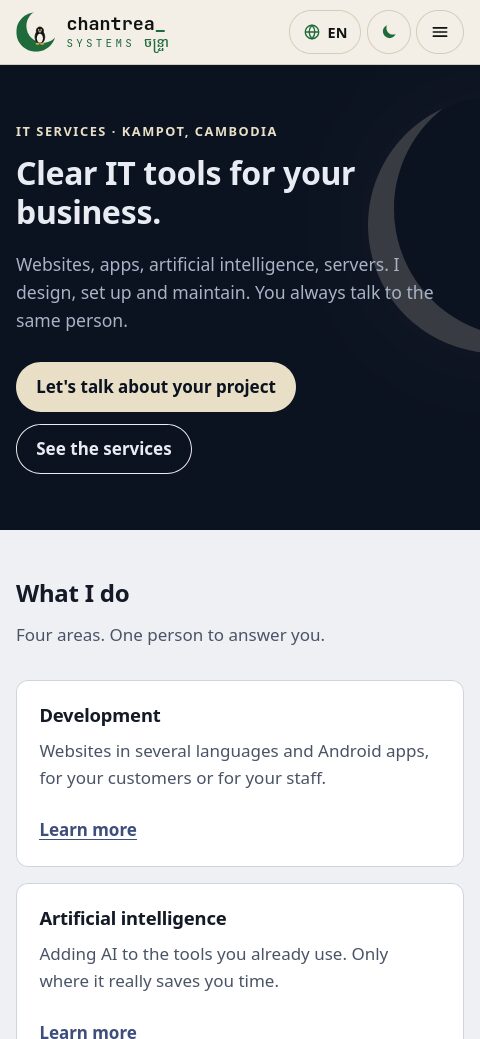 chantrea_
SYSTEMS ចន្ទ្រា
EN
IT SERVICES · KAMPOT, CAMBODIA
Clear IT tools for your
business.
Websites, apps, artificial intelligence, servers. I
design, set up and maintain. You always talk to the
same person.
Let's talk about your project
See the services
What I do
Four areas. One person to answer you.
Development
Websites in several languages and Android apps,
for your customers or for your staff.
Learn more
Artificial intelligence
Adding AI to the tools you already use. Only
where it really saves you time.
Learn more